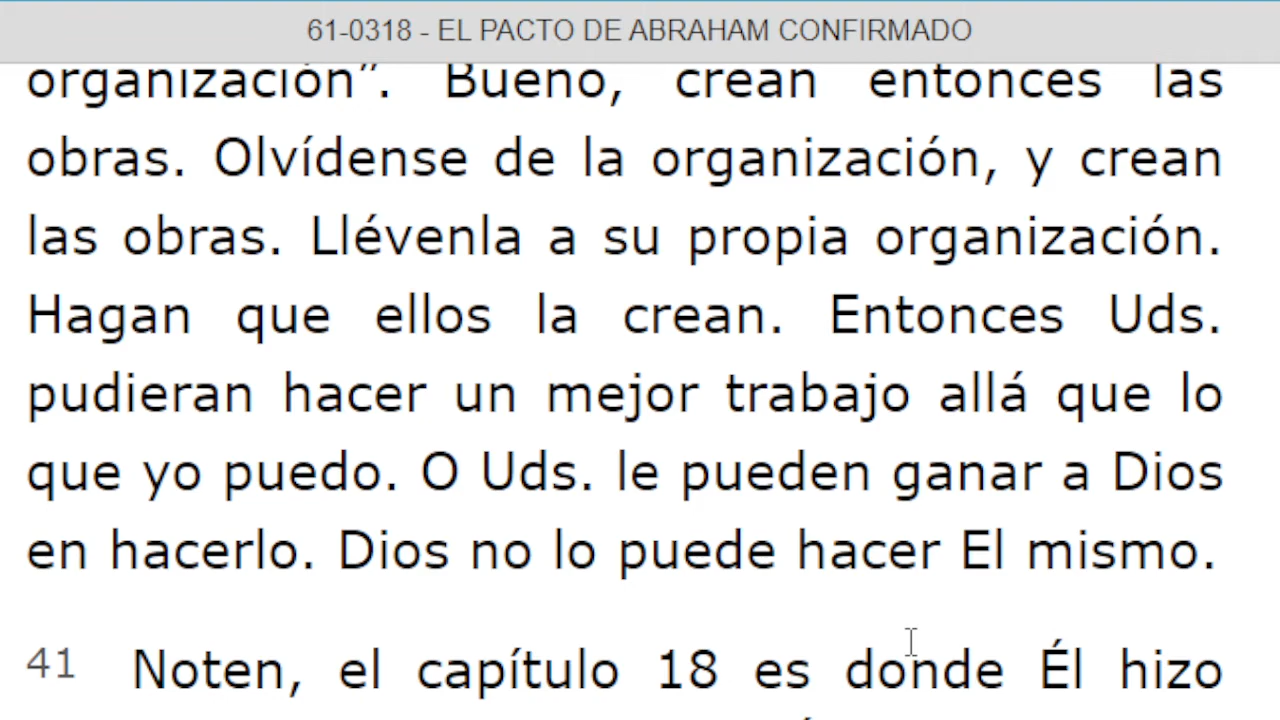 61-0318 - EL PACTO DE ABRAHAM CONFIRMADO
organización”. Bueno, crean entonces las
obras. Olvídense de la organización, y crean
las obras. Llévenla a su propia organización.
Hagan que ellos la crean. Entonces Uds.
pudieran hacer un mejor trabajo allá que lo
que yo puedo. O Uds. le pueden ganar a Dios
en hacerlo. Dios no lo puede hacer El mismo.
41 Noten, el capítulo 18 es donde Él hizo